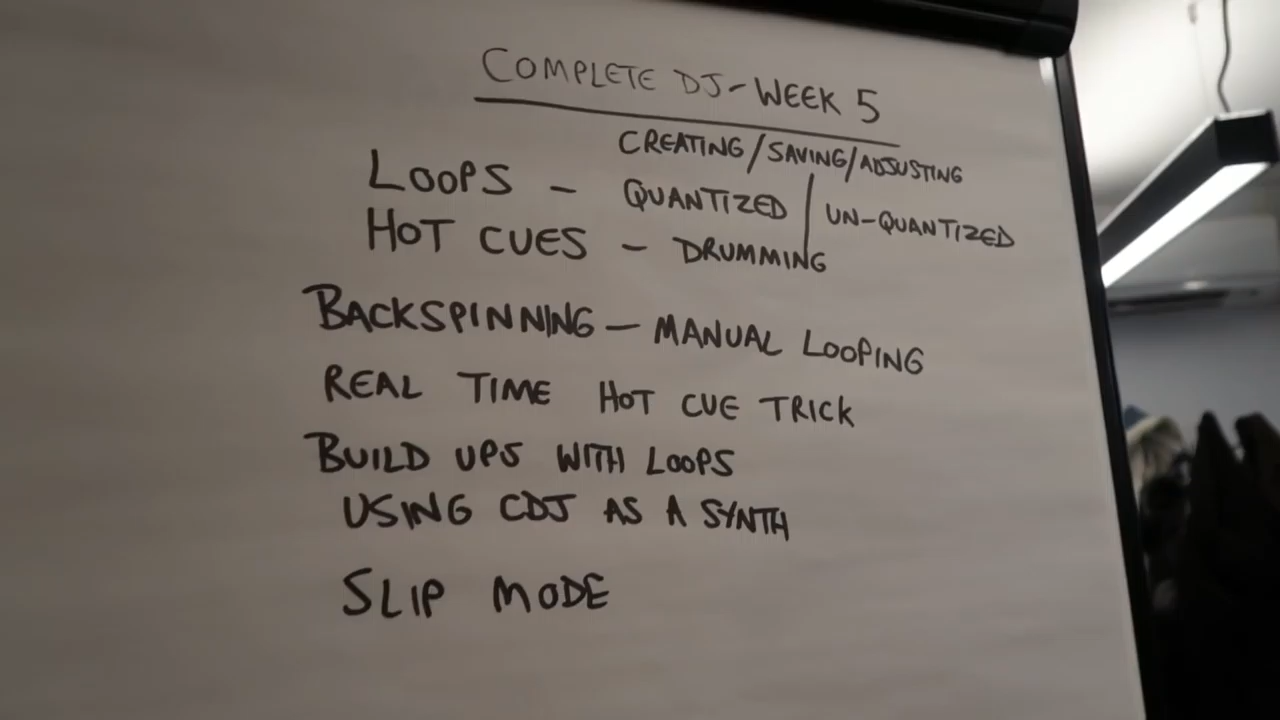 COMPLETE DJ - WEEK 5
CREATING/SAVING/ADJUSTING
LOOPS - QUANTIZED / UN-QUANTIZED
HOT CUES - DRUMMING
BACKSPINNING - MANUAL LOOPING
REAL TIME HOT CUE TRICK
BUILD UPS WITH LOOPS
USING CDJ AS A SYNTH
SLIP MODE